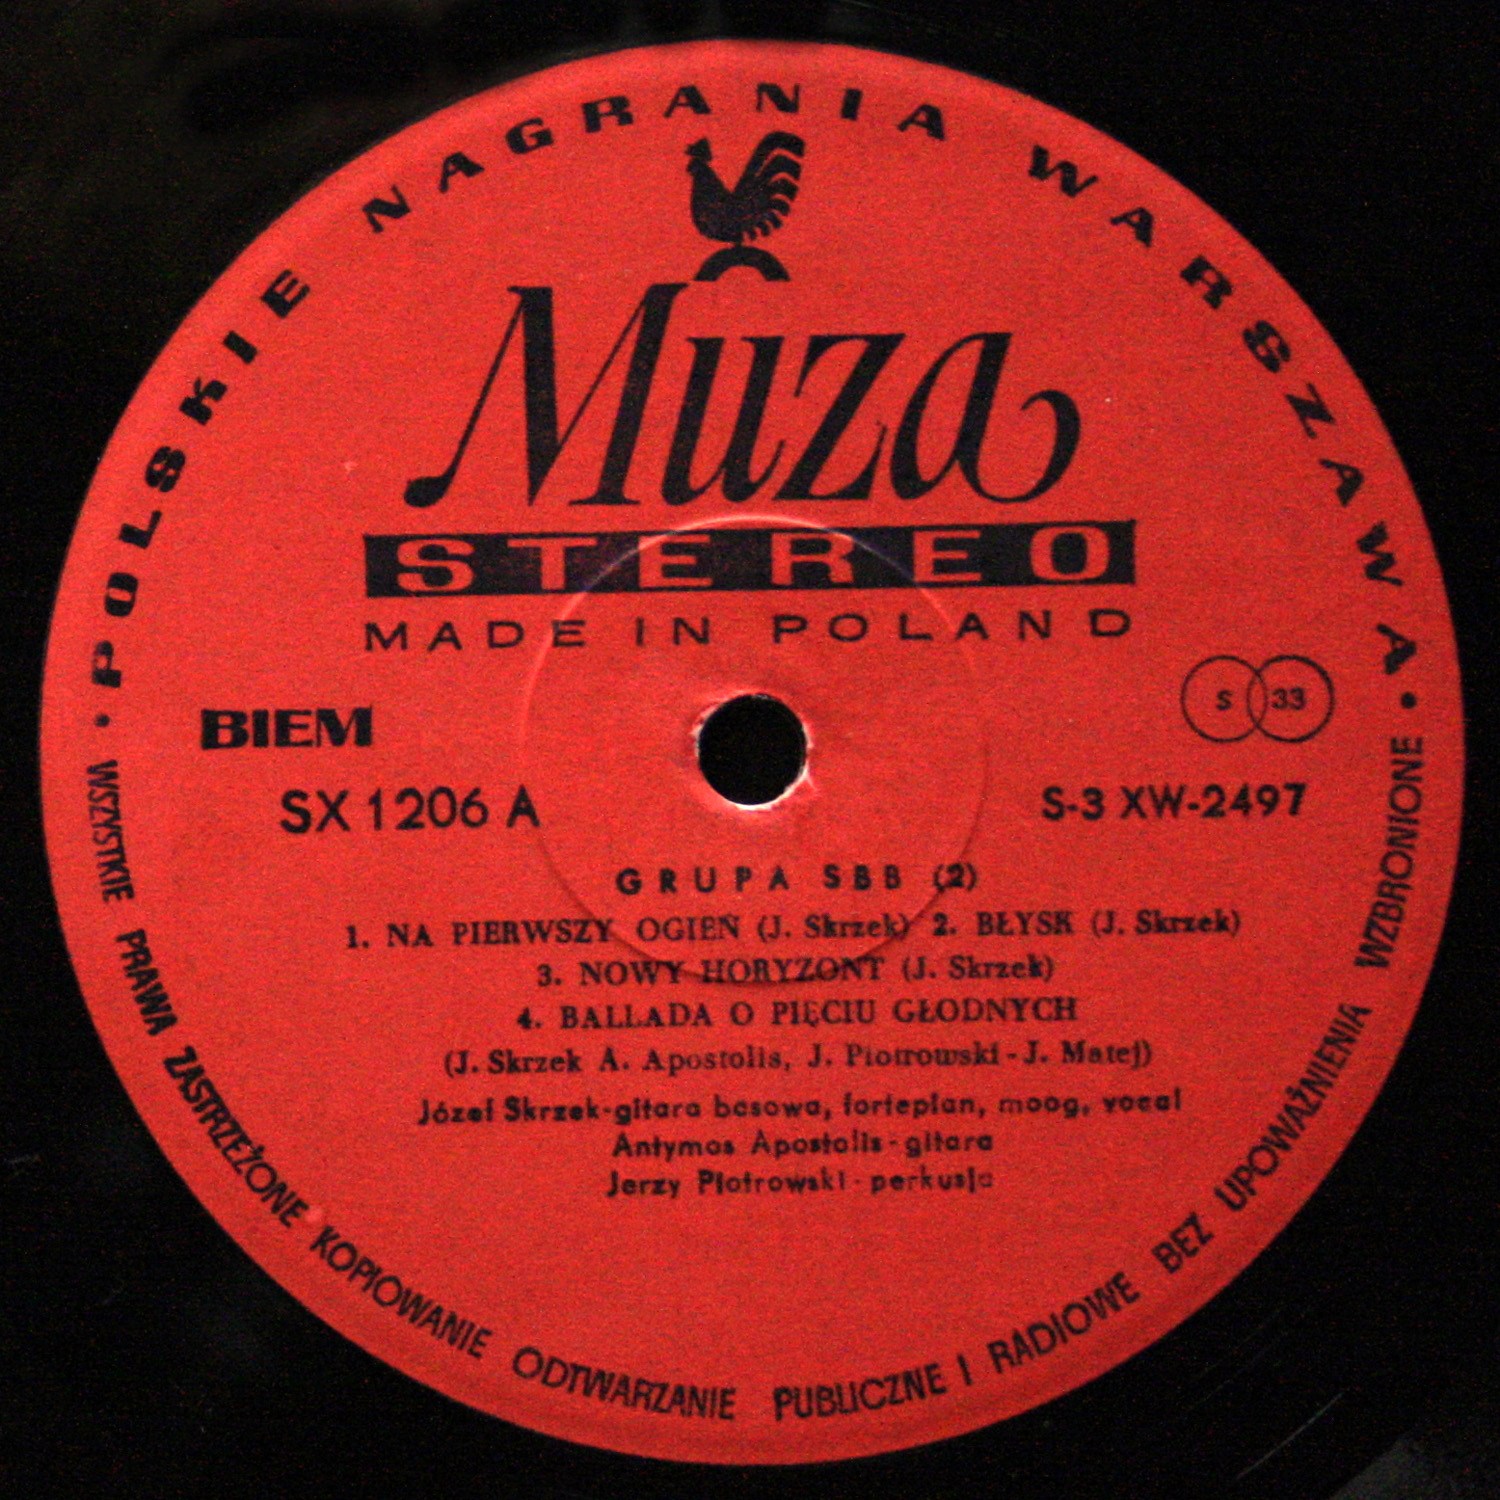 POLSKIE NAGRANIA WARSZAWA
Muza
STEREO
MADE IN POLAND
BIEM
S 33
SX 1206 A
S-3 XW-2497
GRUPA SBB (2)
1. NA PIERWSZY OGIEŃ (J. Skrzek) 2. BŁYSK (J. Skrzek)
3. NOWY HORYZONT (J. Skrzek)
4. BALLADA O PIĘCIU GŁODNYCH
(J. Skrzek A. Apostolis, J. Piotrowski - J. Matej)
Józef Skrzek-gitara basowa, fortepian, moog, vocal
Antymos Apostolis - gitara
Jerzy Piotrowski - perkusja
WSZYSTKIE PRAWA ZASTRZEŻONE KOPIOWANIE ODTWARZANIE PUBLICZNE I RADIOWE BEZ UPOWAŻNIENIA WZBRONIONE